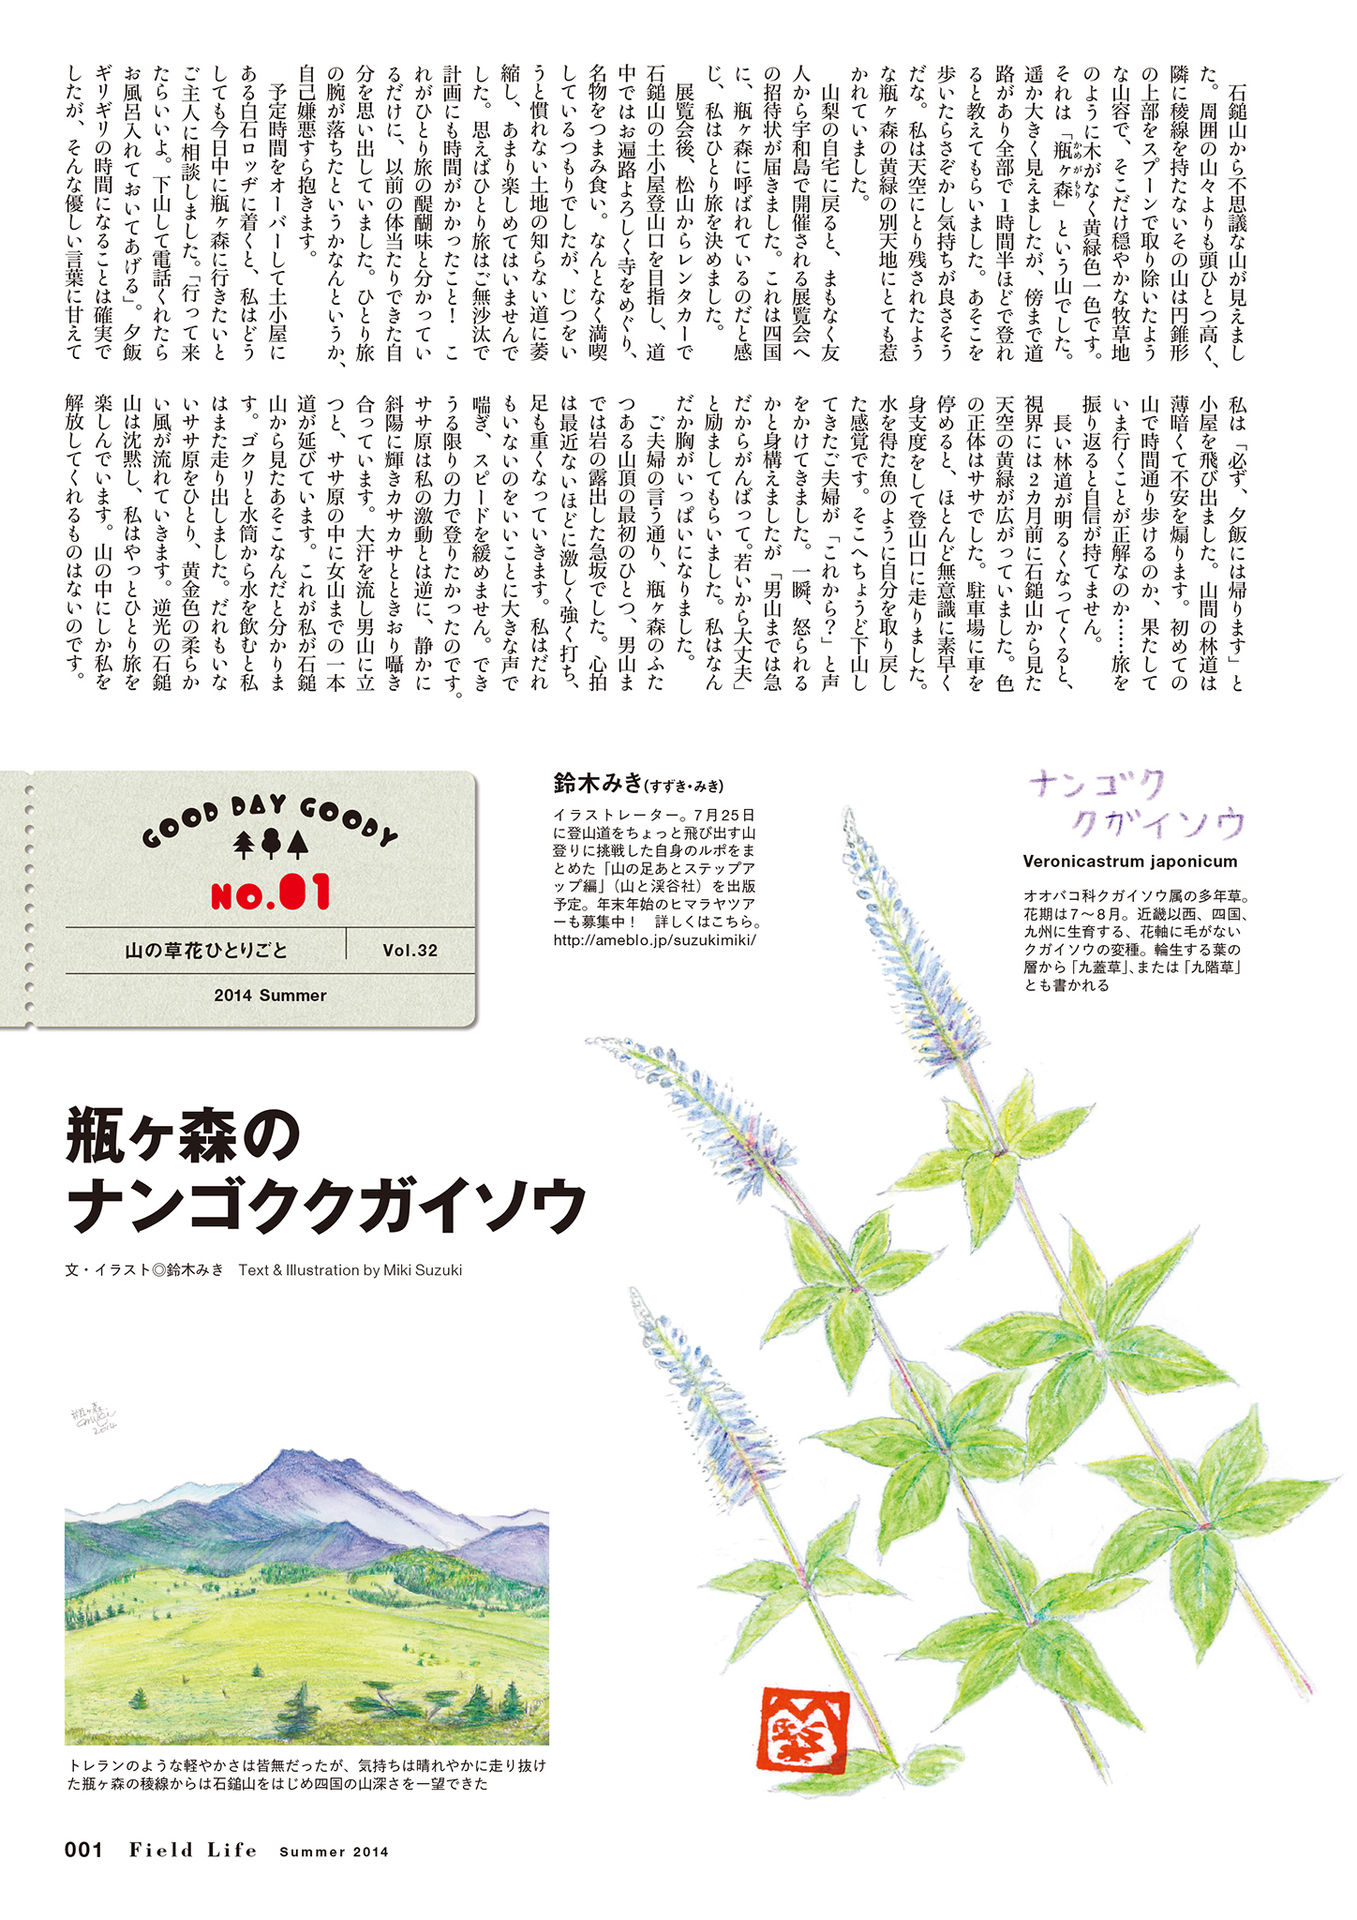 石鎚山から不思議な山が見えまし
た。周囲の山々よりも頭ひとつ高く、
隣に稜線を持たないその山は円錐形
の上部をスプーンで取り除いたよう
な山容で、そこだけ穏やかな牧草地
のように木がなく黄緑色一色です。
それは「瓶ヶ森」という山でした。
かめがもり
遥か大きく見えましたが、傍まで道
路があり全部で1時間半ほどで登れ
ると教えてもらいました。あそこを
歩いたらさぞかし気持ちが良さそう
だな。私は天空にとり残されたよう
な瓶ヶ森の黄緑の別天地にとても惹
かれていました。
山梨の自宅に戻ると、まもなく友
人から宇和島で開催される展覧会へ
の招待状が届きました。これは四国
に、瓶ヶ森に呼ばれているのだと感
じ、私はひとり旅を決めました。
展覧会後、松山からレンタカーで
石鎚山の土小屋登山口を目指し、道
中ではお遍路よろしく寺をめぐり、
名物をつまみ食い。なんとなく満喫
しているつもりでしたが、じつをい
うと慣れない土地の知らない道に萎
縮し、あまり楽しめてはいませんで
した。思えばひとり旅はご無沙汰で
計画にも時間がかかったこと！　こ
れがひとり旅の醍醐味と分かってい
るだけに、以前の体当たりできた自
分を思い出していました。ひとり旅
の腕が落ちたというかなんというか、
自己嫌悪すら抱きます。
予定時間をオーバーして土小屋に
ある白石ロッヂに着くと、私はどう
しても今日中に瓶ヶ森に行きたいと
ご主人に相談しました。「行って来
たらいいよ。下山して電話くれたら
お風呂入れておいてあげる」。夕飯
ギリギリの時間になることは確実で
したが、そんな優しい言葉に甘えて
私は「必ず、夕飯には帰ります」と
小屋を飛び出ました。山間の林道は
薄暗くて不安を煽ります。初めての
山で時間通り歩けるのか、果たして
いま行くことが正解なのか……旅を
振り返ると自信が持てません。
長い林道が明るくなってくると、
視界には2カ月前に石鎚山から見た
天空の黄緑が広がっていました。色
の正体はササでした。駐車場に車を
停めると、ほとんど無意識に素早く
身支度をして登山口に走りました。
水を得た魚のように自分を取り戻し
た感覚です。そこへちょうど下山し
てきたご夫婦が「これから？」と声
をかけてきました。一瞬、怒られる
かと身構えましたが「男山までは急
だからがんばって。若いから大丈夫」
と励ましてもらいました。私はなん
だか胸がいっぱいになりました。
ご夫婦の言う通り、瓶ヶ森のふた
つある山頂の最初のひとつ、男山ま
では岩の露出した急坂でした。心拍
は最近ないほどに激しく強く打ち、
足も重くなっていきます。私はだれ
もいないのをいいことに大きな声で
喘ぎ、スピードを緩めません。でき
うる限りの力で登りたかったのです。
ササ原は私の激動とは逆に、静かに
斜陽に輝きカサカサとときおり囁き
合っています。大汗を流し男山に立
つと、ササ原の中に女山までの一本
道が延びています。これが私が石鎚
山から見たあそこなんだと分かりま
す。ゴクリと水筒から水を飲むと私
はまた走り出しました。だれもいな
いササ原をひとり、黄金色の柔らか
い風が流れていきます。逆光の石鎚
山は沈黙し、私はやっとひとり旅を
楽しんでいます。山の中にしか私を
解放してくれるものはないのです。
GOOD DAY GOODY
NO.01
山の草花ひとりごと
Vol.32
2014 Summer
鈴木みき(すずき・みき)
イラストレーター。7月25日
に登山道をちょっと飛び出す山
登りに挑戦した自身のルポをま
とめた「山の足あとステップア
ップ編」（山と渓谷社）を出版
予定。年末年始のヒマラヤツア
ーも募集中！　詳しくはこちら。
http://ameblo.jp/suzukimiki/
ナンゴク
クガイソウ
Veronicastrum japonicum
オオバコ科クガイソウ属の多年草。
花期は7〜8月。近畿以西、四国、
九州に生育する、花軸に毛がない
クガイソウの変種。輪生する葉の
層から「九蓋草」、または「九階草」
とも書かれる
瓶ヶ森の
ナンゴククガイソウ
文・イラスト◎鈴木みき　Text & Illustration by Miki Suzuki
2014
トレランのような軽やかさは皆無だったが、気持ちは晴れやかに走り抜け
た瓶ヶ森の稜線からは石鎚山をはじめ四国の山深さを一望できた
001 Field Life Summer 2014